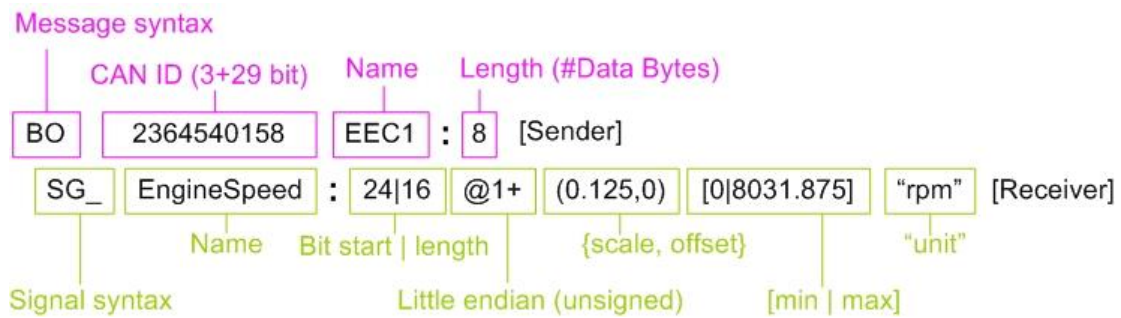 Message syntax
CAN ID (3+29 bit) Name Length (#Data Bytes)
BO 2364540158 EEC1 : 8 [Sender]
SG_ EngineSpeed : 24|16 @1+ (0.125,0) [0|8031.875] “rpm” [Receiver]
Name Bit start | length {scale, offset} “unit”
Signal syntax Little endian (unsigned) [min | max]